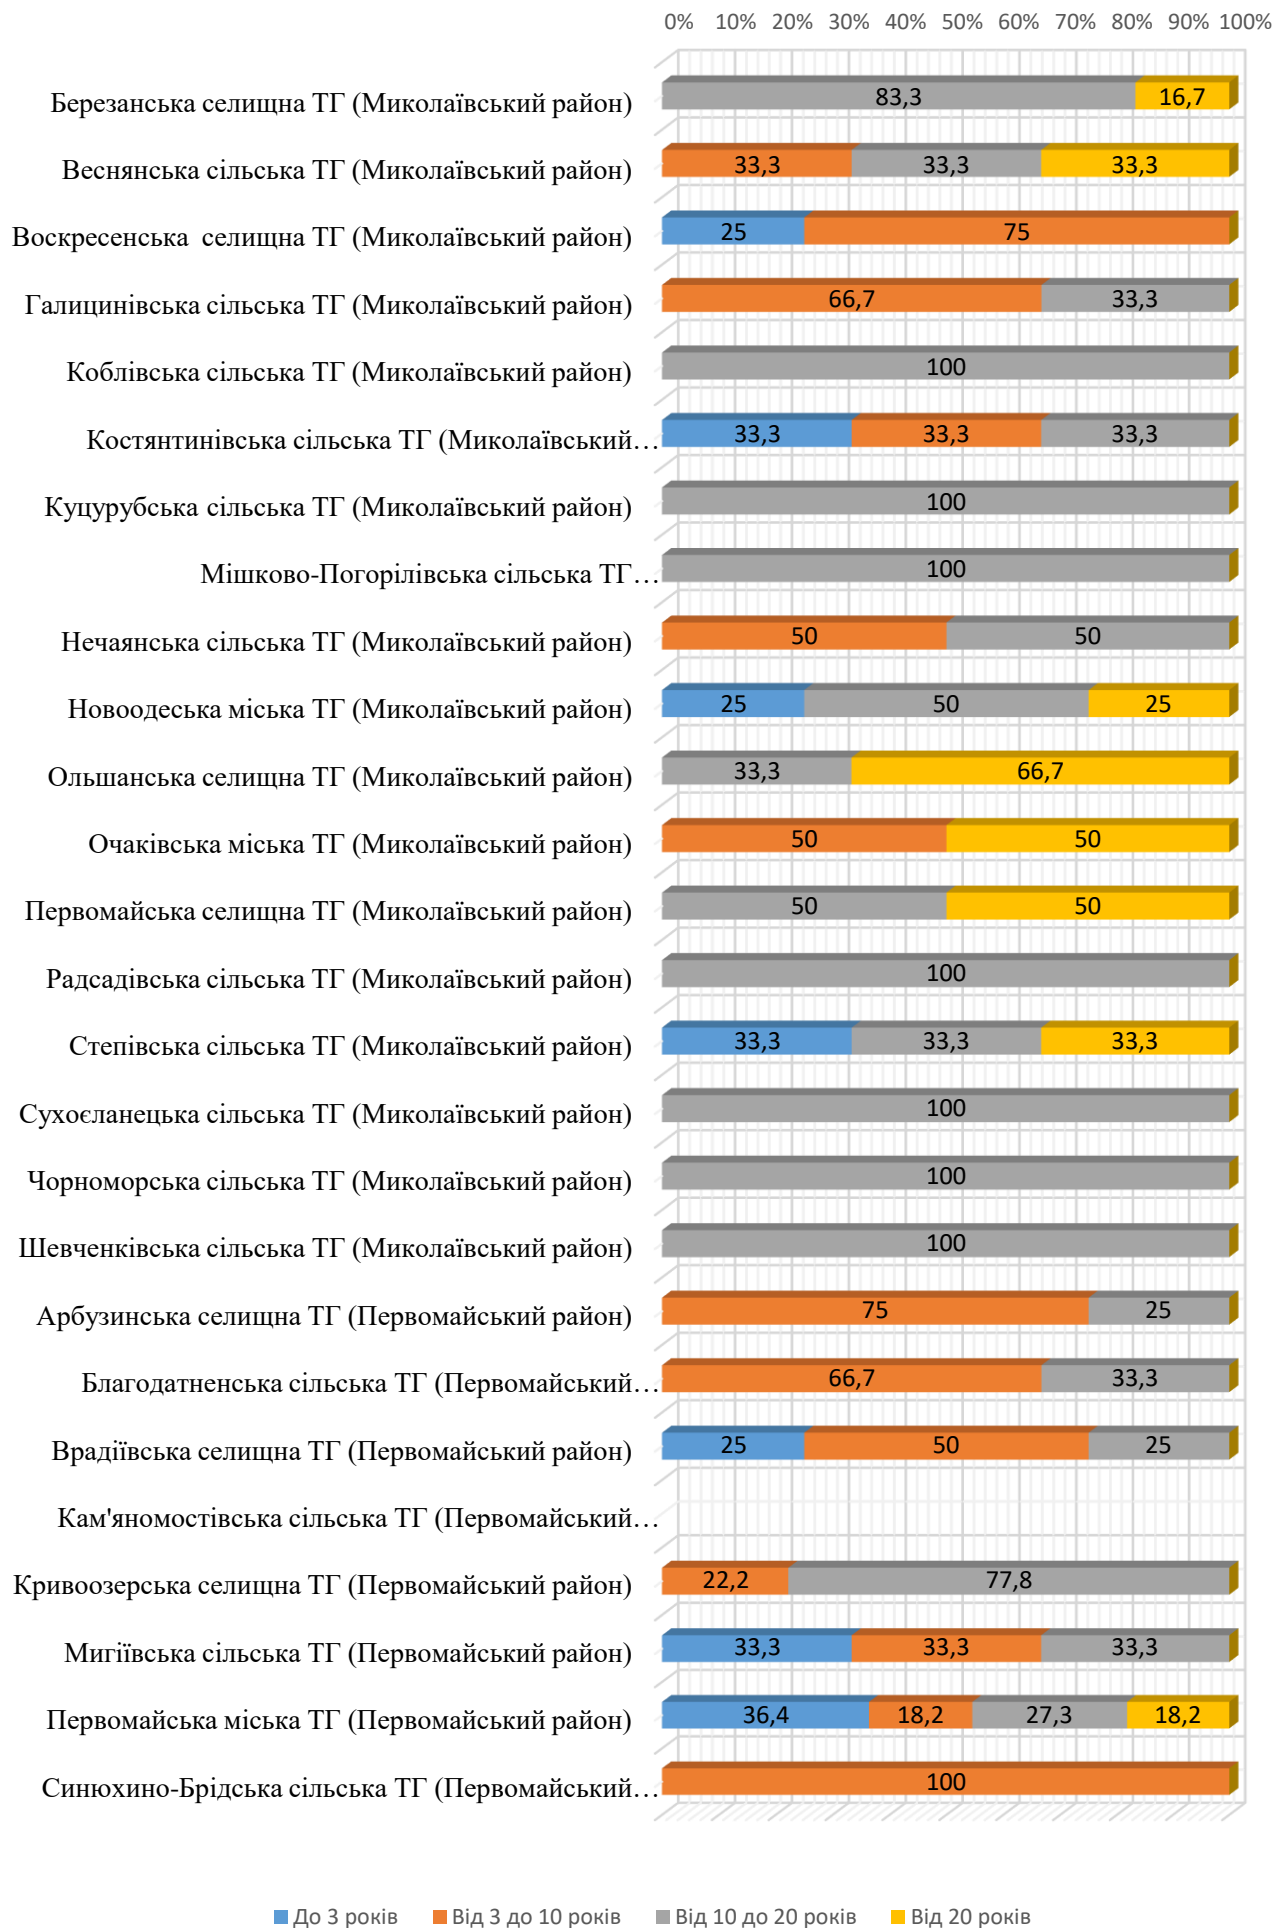 0% 10% 20% 30% 40% 50% 60% 70% 80% 90% 100%
Березанська селищна ТГ (Миколаївський район) 83,3 16,7
Веснянська сільська ТГ (Миколаївський район) 33,3 33,3 33,3
Воскресенська селищна ТГ (Миколаївський район) 25 75
Галицинівська сільська ТГ (Миколаївський район) 66,7 33,3
Коблівська сільська ТГ (Миколаївський район) 100
Костянтинівська сільська ТГ (Миколаївський… 33,3 33,3 33,3
Куцурубська сільська ТГ (Миколаївський район) 100
Мішково-Погорілівська сільська ТГ… 100
Нечаянська сільська ТГ (Миколаївський район) 50 50
Новоодеська міська ТГ (Миколаївський район) 25 50 25
Ольшанська селищна ТГ (Миколаївський район) 33,3 66,7
Очаківська міська ТГ (Миколаївський район) 50 50
Первомайська селищна ТГ (Миколаївський район) 50 50
Радсадівська сільська ТГ (Миколаївський район) 100
Степівська сільська ТГ (Миколаївський район) 33,3 33,3 33,3
Сухоєланецька сільська ТГ (Миколаївський район) 100
Чорноморська сільська ТГ (Миколаївський район) 100
Шевченківська сільська ТГ (Миколаївський район) 100
Арбузинська селищна ТГ (Первомайський район) 75 25
Благодатненська сільська ТГ (Первомайський… 66,7 33,3
Врадіївська селищна ТГ (Первомайський район) 25 50 25
Кам'яномостівська сільська ТГ (Первомайський…
Кривоозерська селищна ТГ (Первомайський район) 22,2 77,8
Мигіївська сільська ТГ (Первомайський район) 33,3 33,3 33,3
Первомайська міська ТГ (Первомайський район) 36,4 18,2 27,3 18,2
Синюхино-Брідська сільська ТГ (Первомайський… 100
До 3 років Від 3 до 10 років Від 10 до 20 років Від 20 років